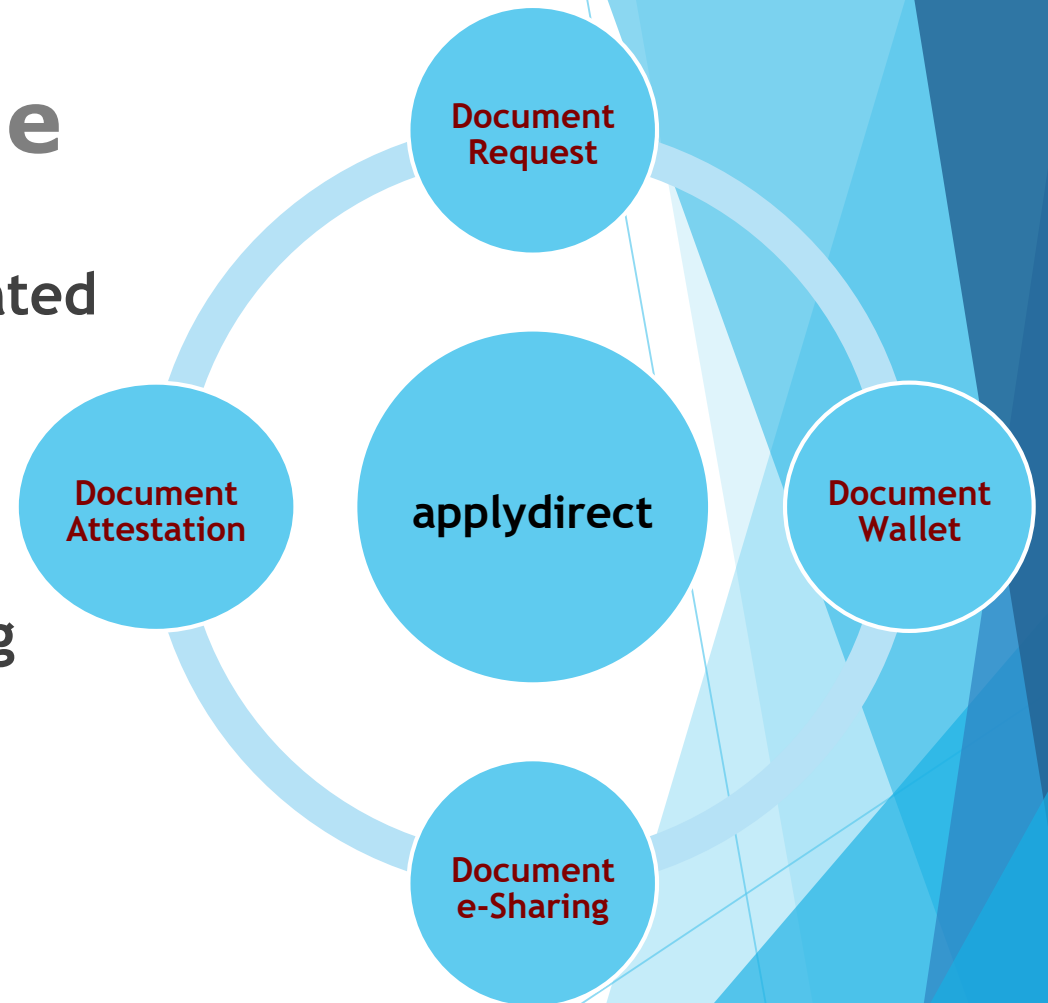 e
ated
g
Document
Request
Document
Attestation
applydirect
Document
Wallet
Document
e-Sharing